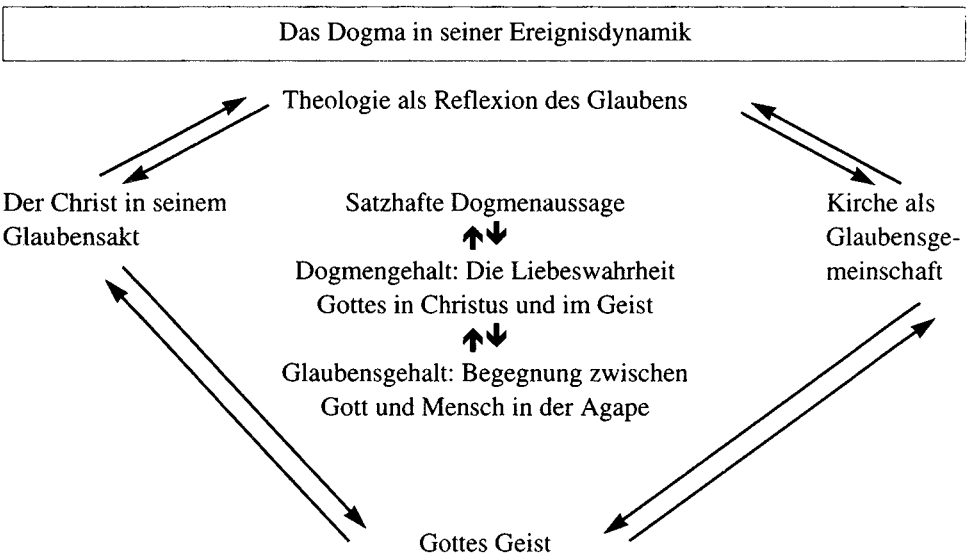 Das Dogma in seiner Ereignisdynamik
Theologie als Reflexion des Glaubens
Der Christ in seinem
Glaubensakt
Satzhafte Dogmenaussage
Dogmengehalt: Die Liebeswahrheit
Gottes in Christus und im Geist
Glaubensgehalt: Begegnung zwischen
Gott und Mensch in der Agape
Kirche als
Glaubensge-
meinschaft
Gottes Geist